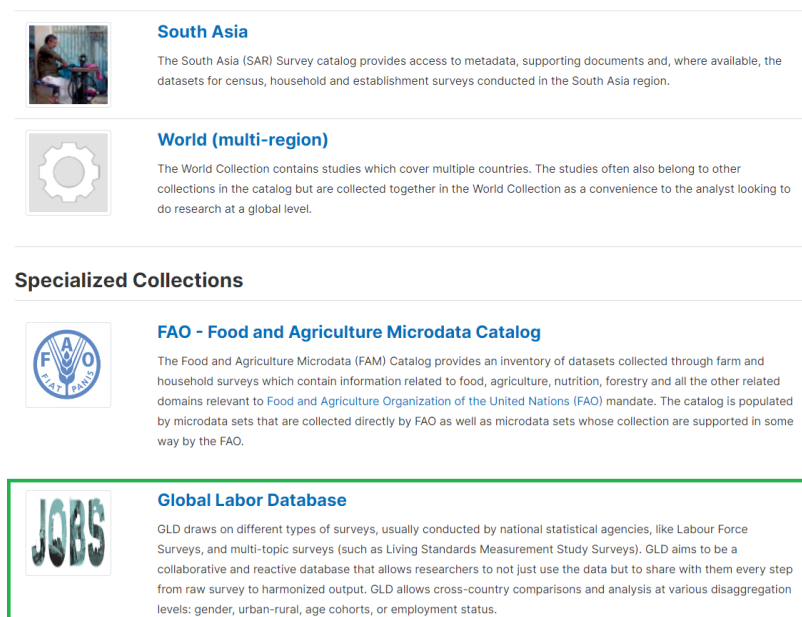 South Asia
The South Asia (SAR) Survey catalog provides access to metadata, supporting documents and, where available, the
datasets for census, household and establishment surveys conducted in the South Asia region.
World (multi-region)
The World Collection contains studies which cover multiple countries. The studies often also belong to other
collections in the catalog but are collected together in the World Collection as a convenience to the analyst looking to
do research at a global level.
Specialized Collections
F A O
FIAT PANIS
FAO - Food and Agriculture Microdata Catalog
The Food and Agriculture Microdata (FAM) Catalog provides an inventory of datasets collected through farm and
household surveys which contain information related to food, agriculture, nutrition, forestry and all the other related
domains relevant to Food and Agriculture Organization of the United Nations (FAO) mandate. The catalog is populated
by microdata sets that are collected directly by FAO as well as microdata sets whose collection are supported in some
way by the FAO.
JOBS
Global Labor Database
GLD draws on different types of surveys, usually conducted by national statistical agencies, like Labour Force
Surveys, and multi-topic surveys (such as Living Standards Measurement Study Surveys). GLD aims to be a
collaborative and reactive database that allows researchers to not just use the data but to share with them every step
from raw survey to harmonized output. GLD allows cross-country comparisons and analysis at various disaggregation
levels: gender, urban-rural, age cohorts, or employment status.